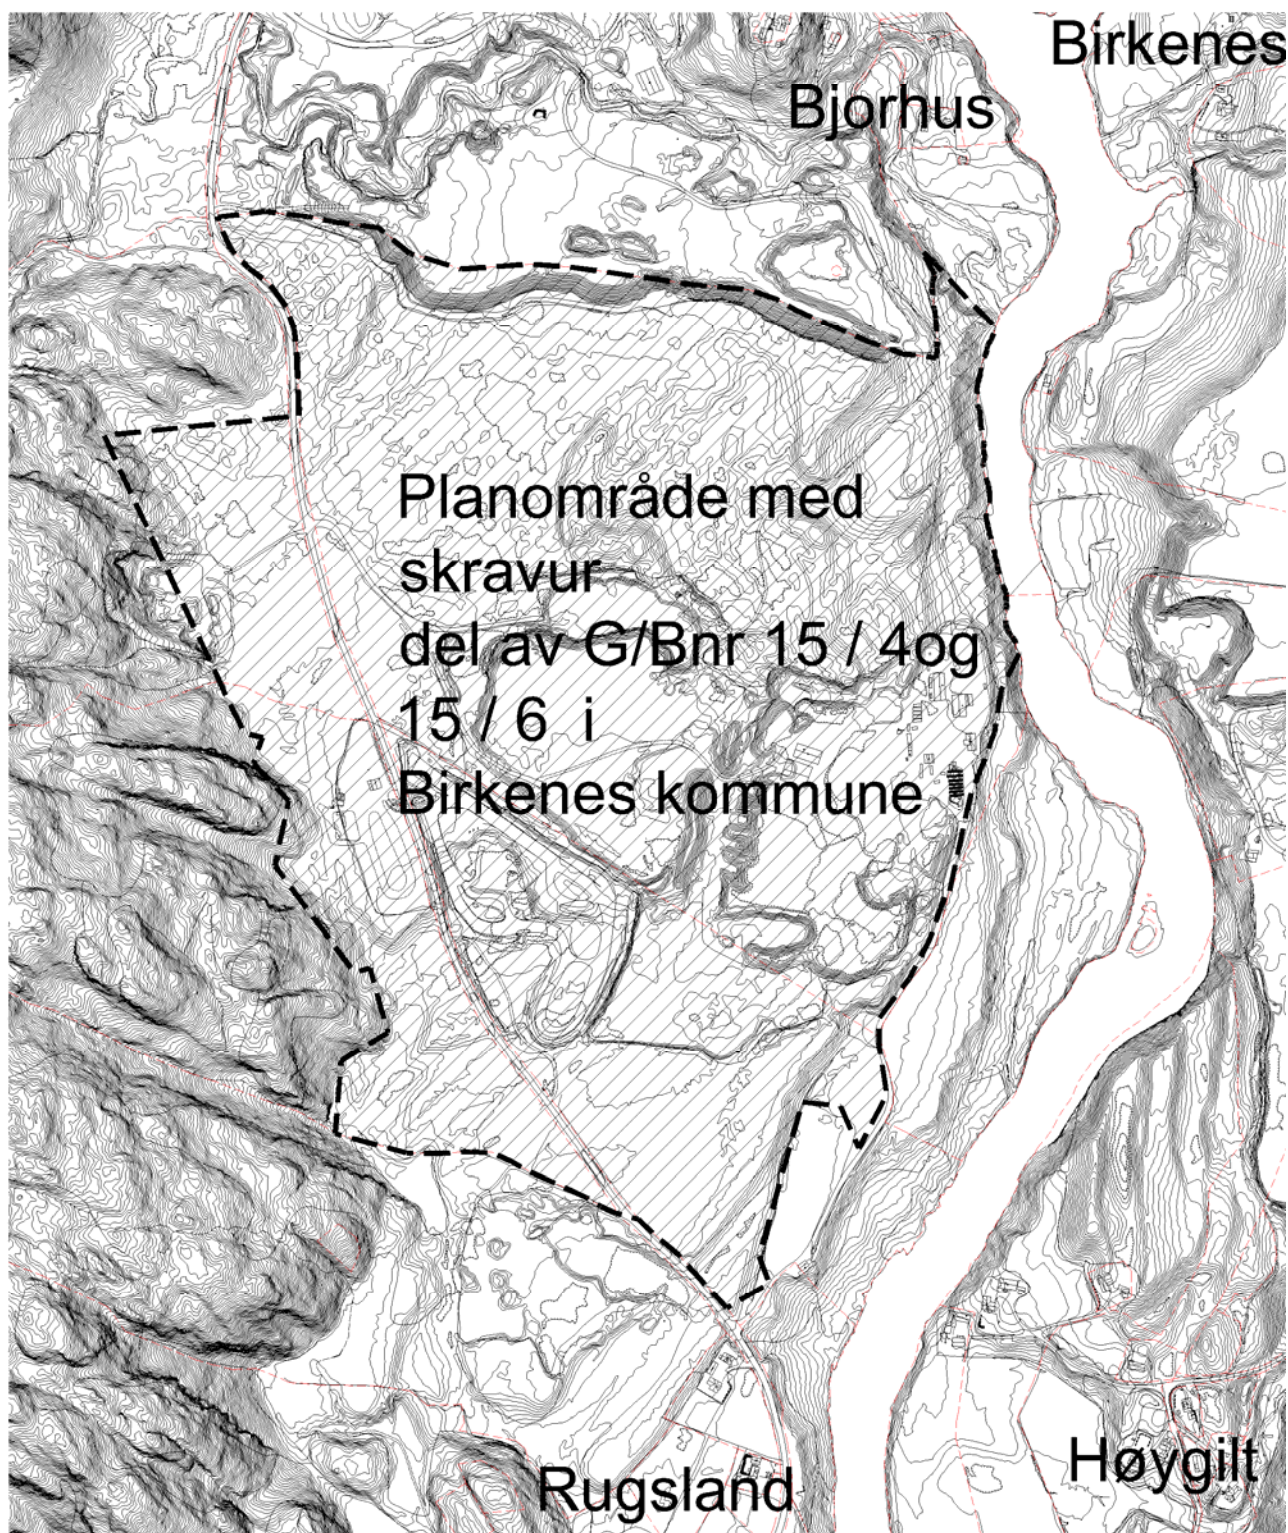 Birkenes
Bjorhus
Planområde med
skravur
del av G/Bnr 15 / 4og
15 / 6 i
Birkenes kommune
Høygilt
Rugsland